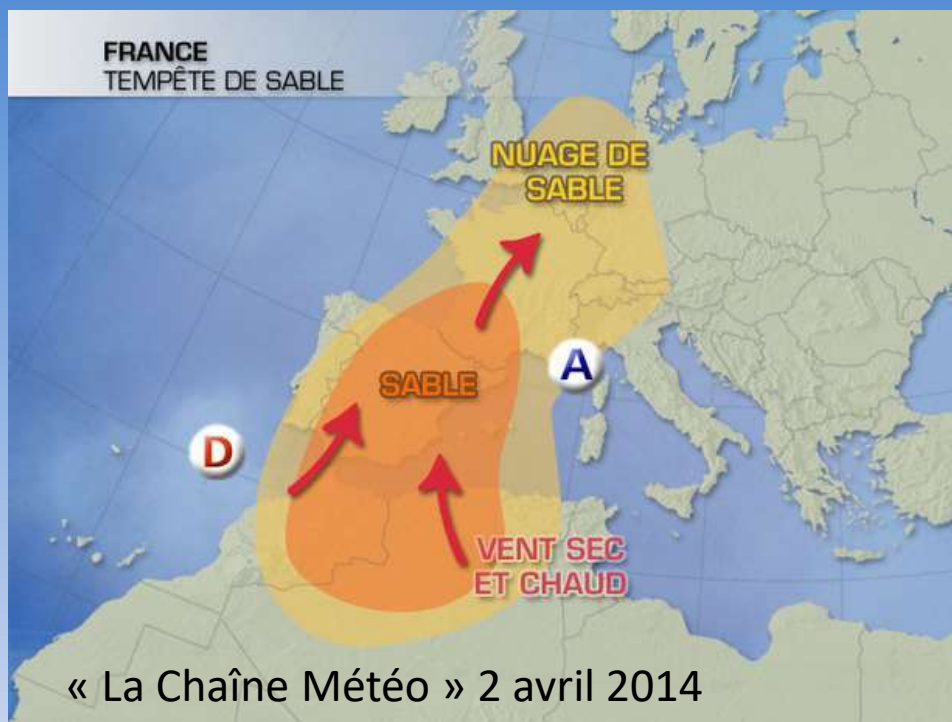 FRANCE
TEMPÊTE DE SABLE
NUAGE DE
SABLE
SABLE
A
D
VENT SEC
ET CHAUD
« La Chaîne Météo » 2 avril 2014